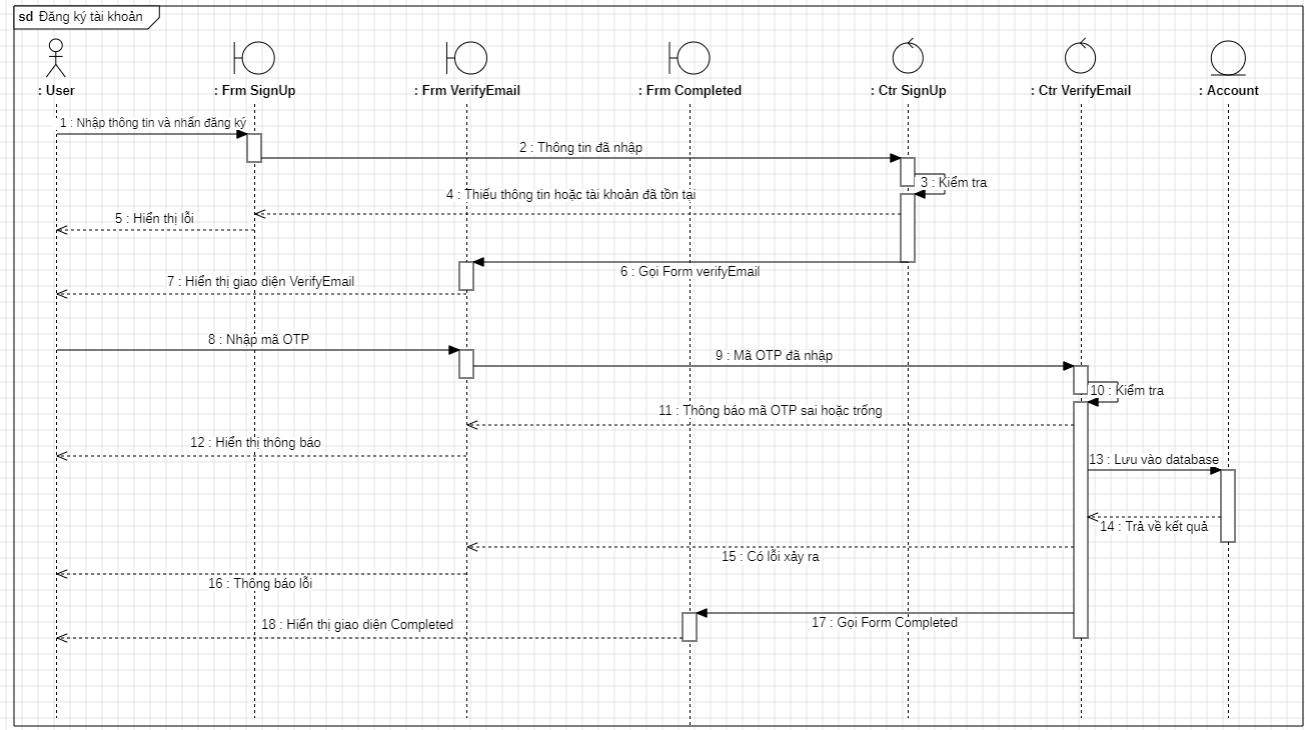 sd Đăng ký tài khoản
: User
: Frm SignUp
: Frm VerifyEmail
: Frm Completed
: Ctr SignUp
: Ctr VerifyEmail
: Account
1 : Nhập thông tin và nhấn đăng ký
2 : Thông tin đã nhập
3 : Kiểm tra
4 : Thiếu thông tin hoặc tài khoản đã tồn tại
5 : Hiển thị lỗi
6 : Gọi Form verifyEmail
7 : Hiển thị giao diện VerifyEmail
8 : Nhập mã OTP
9 : Mã OTP đã nhập
10 : Kiểm tra
11 : Thông báo mã OTP sai hoặc trống
12 : Hiển thị thông báo
13 : Lưu vào database
14 : Trả về kết quả
15 : Có lỗi xảy ra
16 : Thông báo lỗi
17 : Gọi Form Completed
18 : Hiển thị giao diện Completed